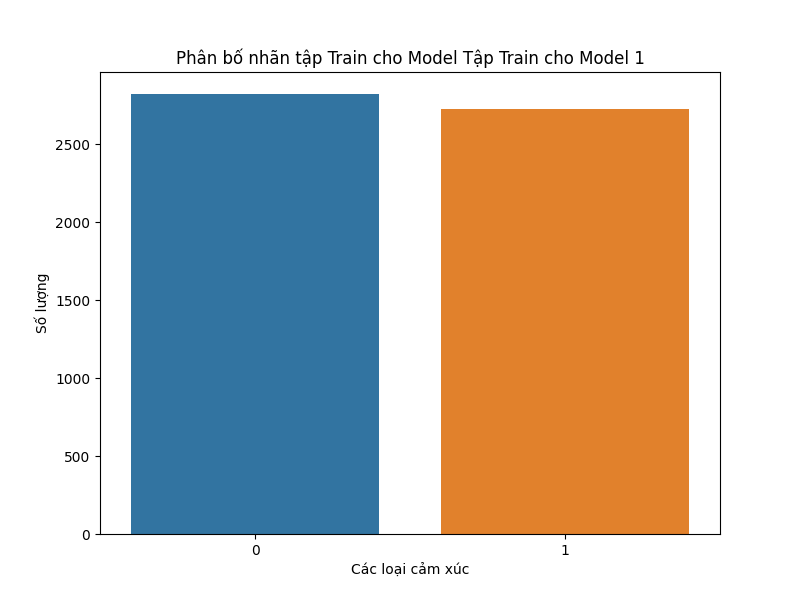 Phân bố nhãn tập Train cho Model Tập Train cho Model 1
Số lượng
2500
2000
1500
1000
500
0
0 1
Các loại cảm xúc